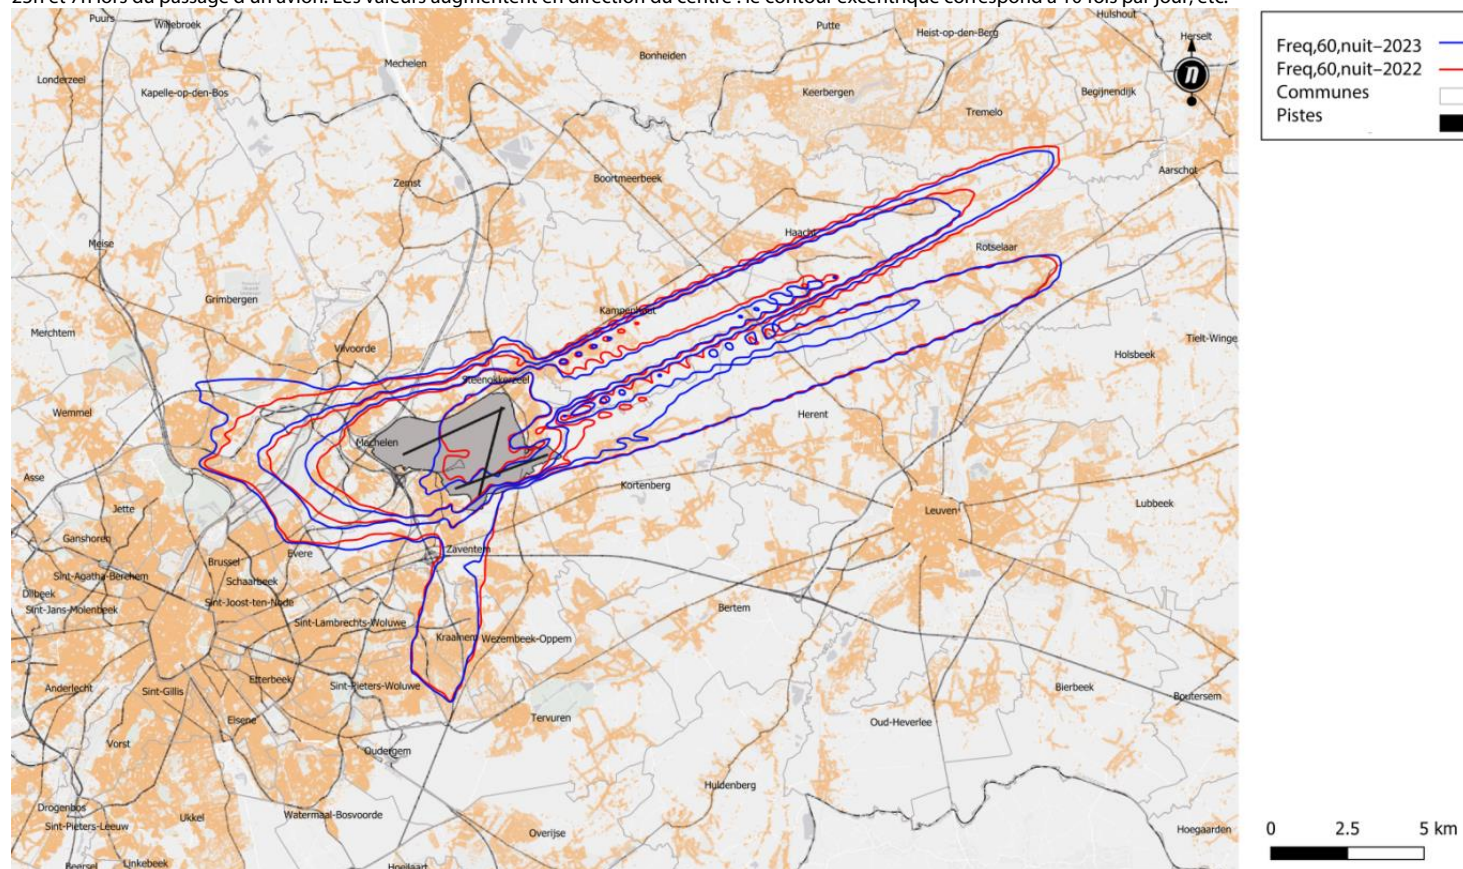 23h et 7h lors du passage d'un avion. Les valeurs augmentent en direction du centre : le contour excentrique correspond à 10 fois par jour, etc.
Puurs
Willebroek
Putte
Hulshout
Heist-op-den-Berg
Herselt
Mechelen
Bonheiden
Londerzeel
Kapelle-op-den-Bos
Keerbergen
Begijnendijk
Tremelo
n
Freq,60,nuit–2023
Freq,60,nuit–2022
Communes
Pistes
Zemst
Boortmeerbeek
Aarschot
Meise
Haacht
Rotselaar
Grimbergen
Kampenhout
Merchtem
Vilvoorde
Tielt-Winge
Holsbeek
Steenokkerzeel
Wemmel
Herent
Machelen
Asse
Kortenberg
Lubbeek
Jette
Leuven
Ganshoren
Evere
Zaventem
Brussel
Sint-Agatha-Berchem
Schaarbeek
Dilbeek
Sint-Joost-ten-Node
Sint-Jans-Molenbeek
Bertem
Sint-Lambrechts-Woluwe
Kraainem
Wezembeek-Oppem
Etterbeek
Anderlecht
Sint-Gillis
Sint-Pieters-Woluwe
Bierbeek
Boutersem
Elsene
Tervuren
Oud-Heverlee
Vorst
Oudergem
Huldenberg
Drogenbos
Ukkel
Watermaal-Bosvoorde
Sint-Pieters-Leeuw
Overijse
Hoegaarden
Beersel
Linkebeek
Hoeilaart
0 2.5 5 km